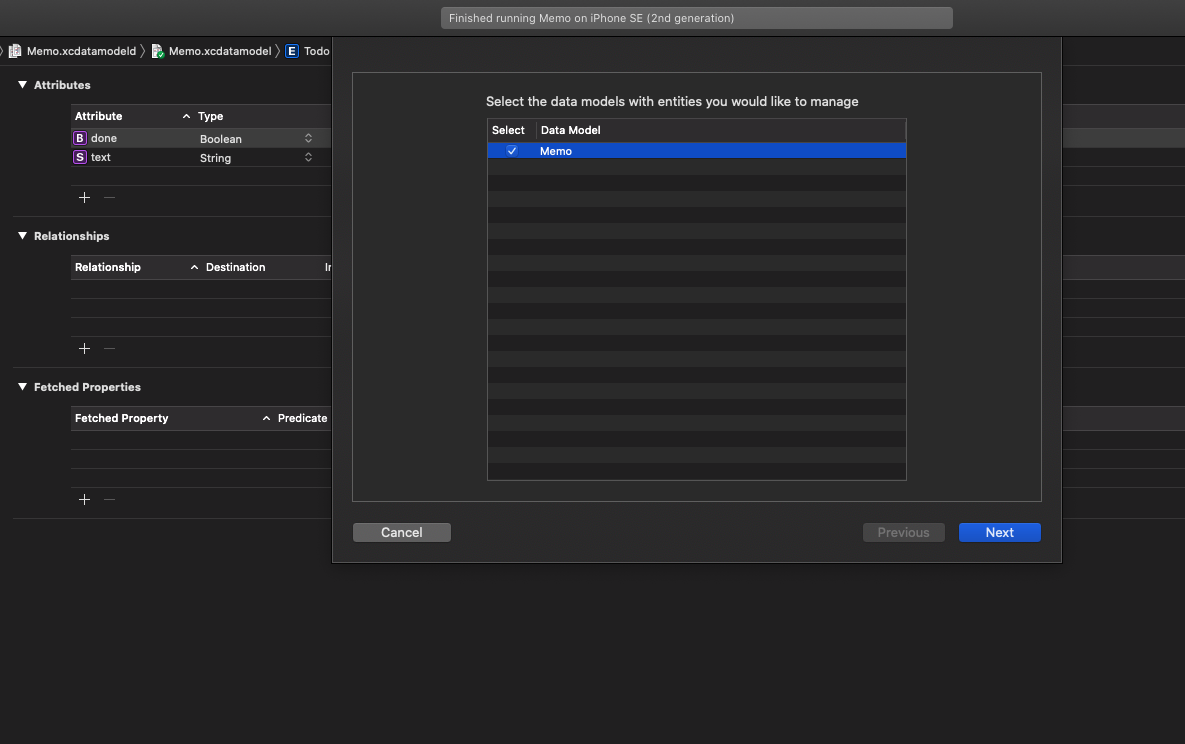 Finished running Memo on iPhone SE (2nd generation)
Memo.xcdatamodeld
Memo.xcdatamodel
E Todo
Attributes
Attribute Type
B done Boolean
S text String
Relationships
Relationship Destination In
Fetched Properties
Fetched Property Predicate
Select the data models with entities you would like to manage
Select Data Model
Memo
Cancel
Previous
Next